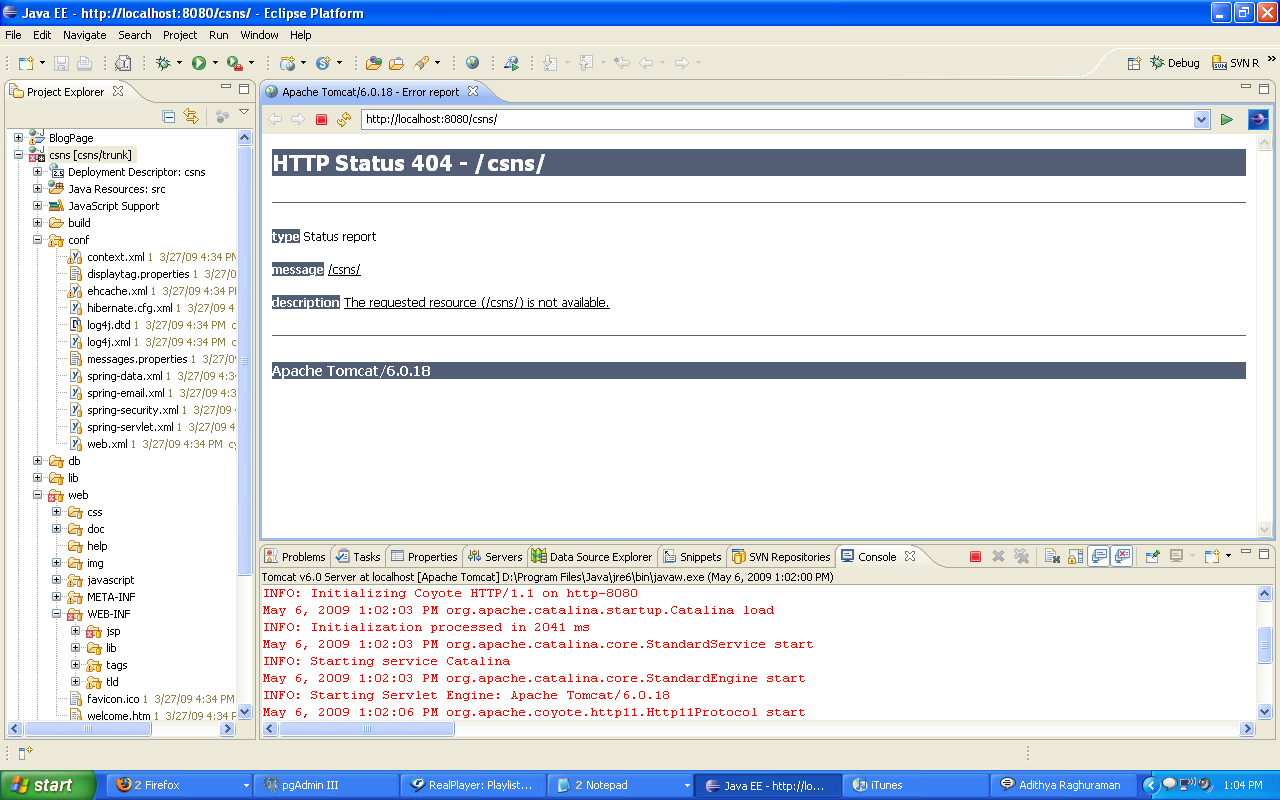 Java EE - http://localhost:8080/csns/ - Eclipse Platform
File Edit Navigate Search Project Run Window Help
Debug SVN R
Project Explorer
BlogPage
csns [csns/trunk]
Deployment Descriptor: csns
Java Resources: src
JavaScript Support
build
conf
context.xml 1 3/27/09 4:34 PM
displaytag.properties 1 3/27/0
ehcache.xml 1 3/27/09 4:34 PM
hibernate.cfg.xml 1 3/27/09 4
log4j.dtd 1 3/27/09 4:34 PM c
log4j.xml 1 3/27/09 4:34 PM c
messages.properties 1 3/27/0
spring-data.xml 1 3/27/09 4:3
spring-email.xml 1 3/27/09 4:3
spring-security.xml 1 3/27/09
spring-servlet.xml 1 3/27/09 4
web.xml 1 3/27/09 4:34 PM cy
db
lib
web
css
doc
help
img
javascript
META-INF
WEB-INF
jsp
lib
tags
tld
favicon.ico 1 3/27/09 4:34 PM
welcome.htm 1 3/27/09 4:34
Apache Tomcat/6.0.18 - Error report
http://localhost:8080/csns/
HTTP Status 404 - /csns/
type Status report
message /csns/
description The requested resource (/csns/) is not available.
Apache Tomcat/6.0.18
Problems Tasks Properties Servers Data Source Explorer Snippets SVN Repositories Console
Tomcat v6.0 Server at localhost [Apache Tomcat] D:\Program Files\Java\jre6\bin\javaw.exe (May 6, 2009 1:02:00 PM)
INFO: Initializing Coyote HTTP/1.1 on http-8080
May 6, 2009 1:02:03 PM org.apache.catalina.startup.Catalina load
INFO: Initialization processed in 2041 ms
May 6, 2009 1:02:03 PM org.apache.catalina.core.StandardService start
INFO: Starting service Catalina
May 6, 2009 1:02:03 PM org.apache.catalina.core.StandardEngine start
INFO: Starting Servlet Engine: Apache Tomcat/6.0.18
May 6, 2009 1:02:06 PM org.apache.coyote.http11.Http11Protocol start
start 2 Firefox pgAdmin III RealPlayer: Playlist... 2 Notepad Java EE - http://lo... iTunes Adithya Raghuraman 1:04 PM